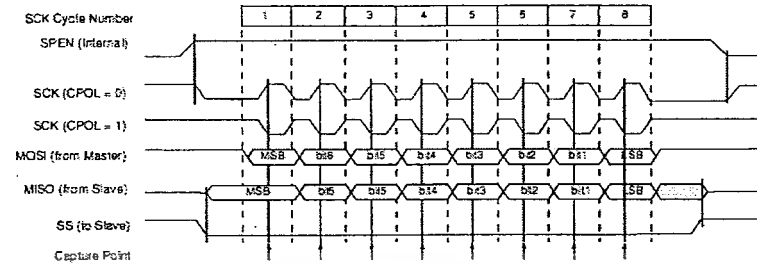 SCK Cycle Number 1 2 3 4 5 6 7 8
SPEN (Internal)
SCK (CPOL = 0)
SCK (CPOL = 1)
MOSI (from Master) MSB bit6 bit5 bit4 bit3 bit2 bit1 LSB
MISO (from Slave) MSB bit5 bit5 bit4 bit3 bit2 bit1 LSB
SS (to Slave)
Capture Point